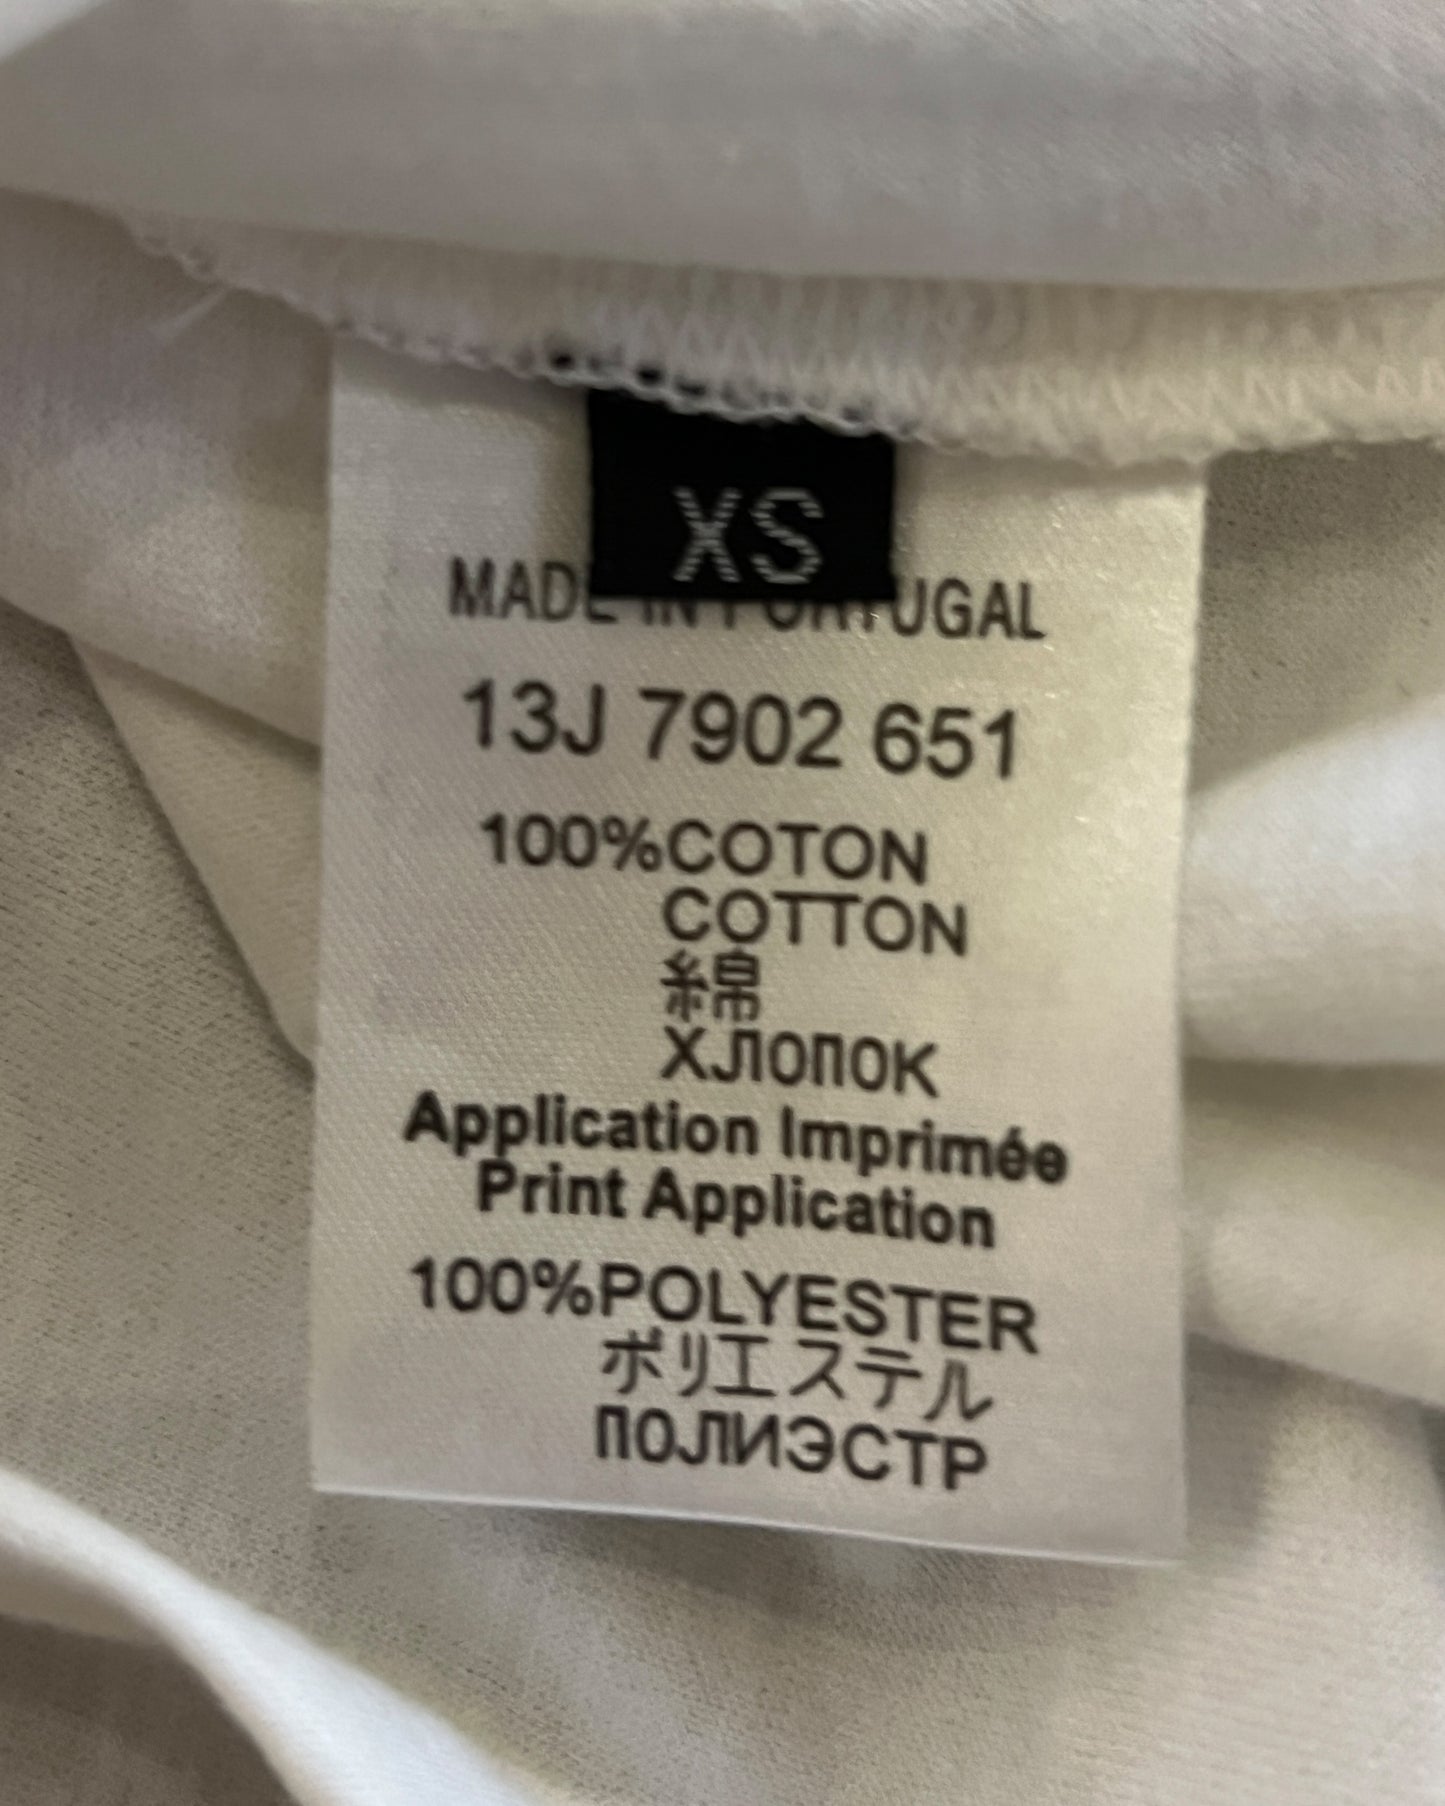 XS
MADE IN PORTUGAL
13J 7902 651
100%COTON
COTTON
綿
ХЛОПОК
Application Imprimée
Print Application
100%POLYESTER
ポリエステル
ПОЛИЭСТР